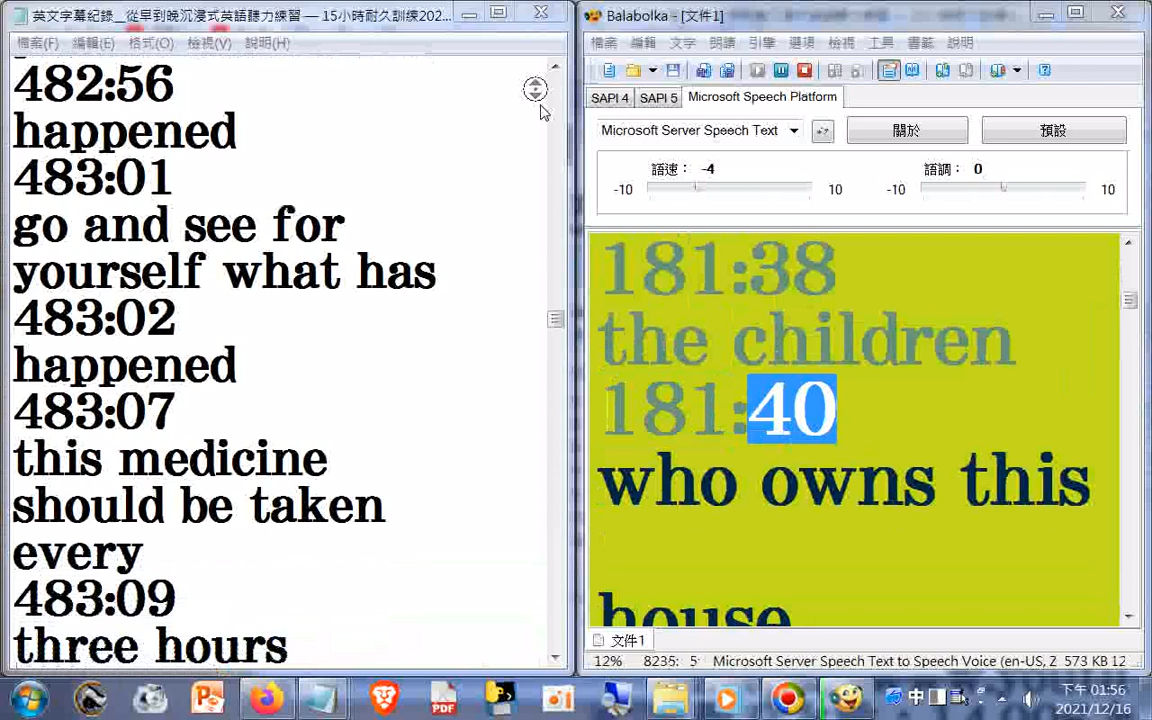 英文字幕紀錄__從早到晚沉浸式英語聽力練習 — 15小時耐久訓練202...
檔案(F) 編輯(E) 格式(O) 檢視(V) 說明(H)
482:56
happened
483:01
go and see for
yourself what has
483:02
happened
483:07
this medicine
should be taken
every
483:09
three hours
Balabolka - [文件1]
檔案 編輯 文字 朗讀 引擎 選項 檢視 工具 書籤 說明
SAPI 4 SAPI 5 Microsoft Speech Platform
Microsoft Server Speech Text 關於 預設
語速: -4 語調: 0
-10 10 -10 10
181:38
the children
181:40
who owns this
house
文件1
12% 8235: 5 Microsoft Server Speech Text to Speech Voice (en-US, Z 573 KB 12
中
下午 01:56
2021/12/16